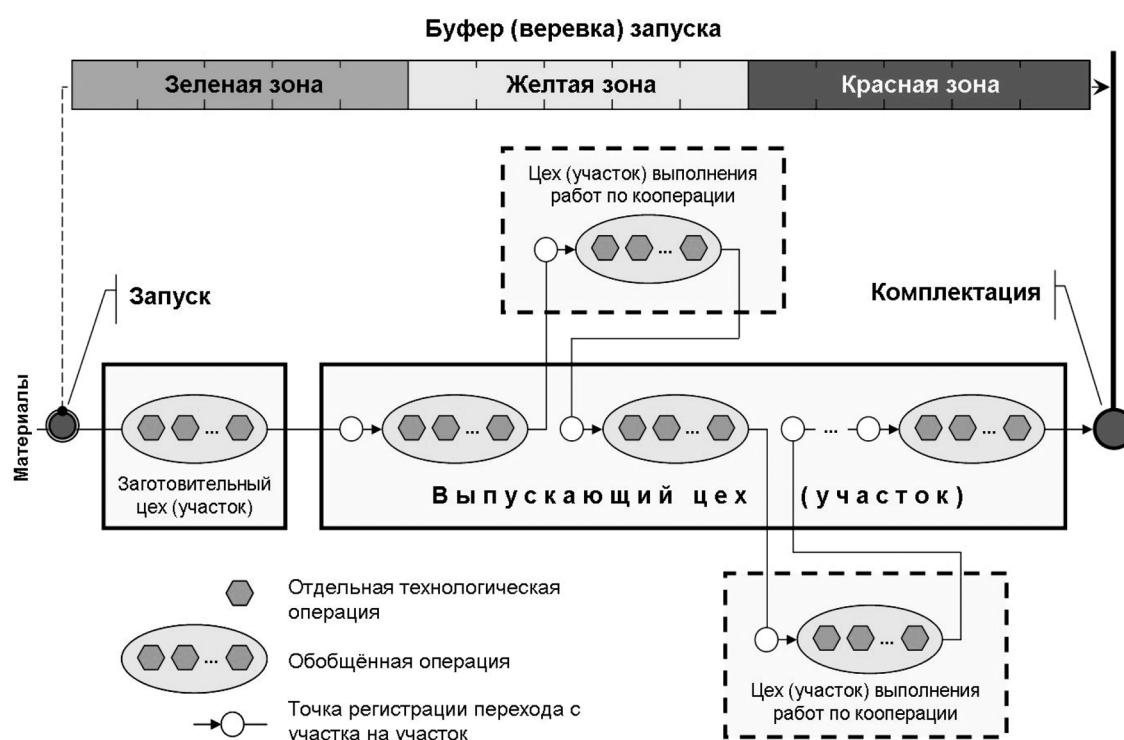 Буфер (веревка) запуска
Зеленая зона
Желтая зона
Красная зона
Цех (участок) выполнения
работ по кооперации
...
Запуск
Комплектация
Материалы
...
...
...
...
...
Заготовительный
цех (участок)
Выпускающий цех (участок)
Отдельная технологическая
операция
...
Обобщённая операция
...
Цех (участок) выполнения
работ по кооперации
Точка регистрации перехода с
участка на участок